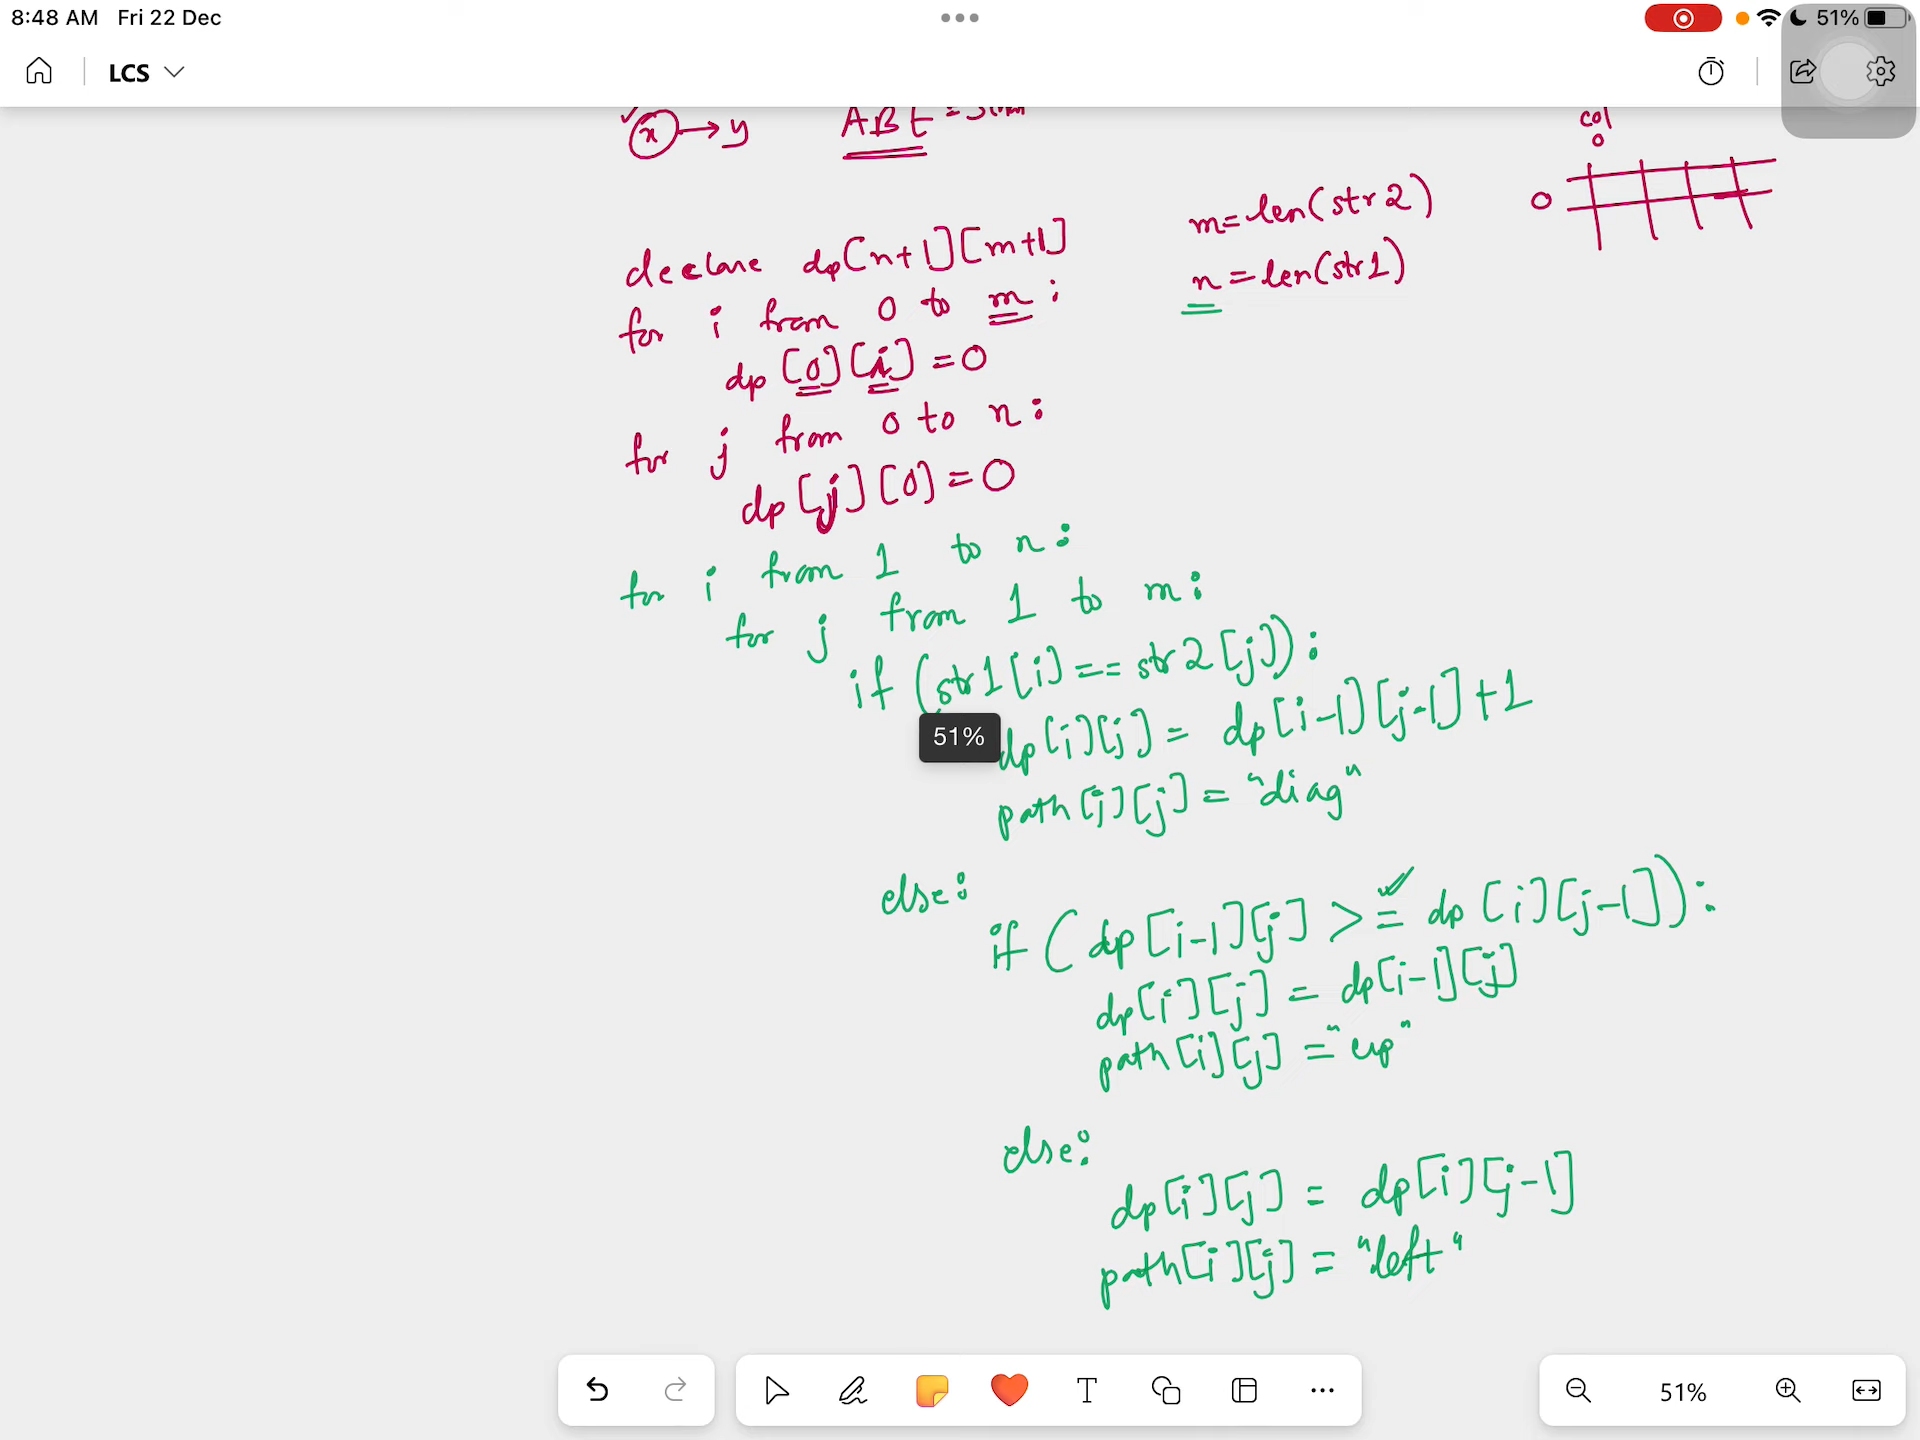 8:48 AM Fri 22 Dec
51%
LCS
x → y ABE
col
0
0
m=len(str2)
n=len(str1)
declare dp[n+1][m+1]
for i from 0 to m:
dp[0][i]=0
for j from 0 to n:
dp[j][0]=0
for i from 1 to n:
for j from 1 to m:
if (str1[i]==str2[j]):
51%
dp[i][j]= dp[i-1][j-1]+1
path[i][j]= "diag"
else:
if (dp[i-1][j] >= dp[i][j-1]):
dp[i][j] = dp[i-1][j]
path[i][j] = "up"
else:
dp[i][j] = dp[i][j-1]
path[i][j] = "left"
T
51%